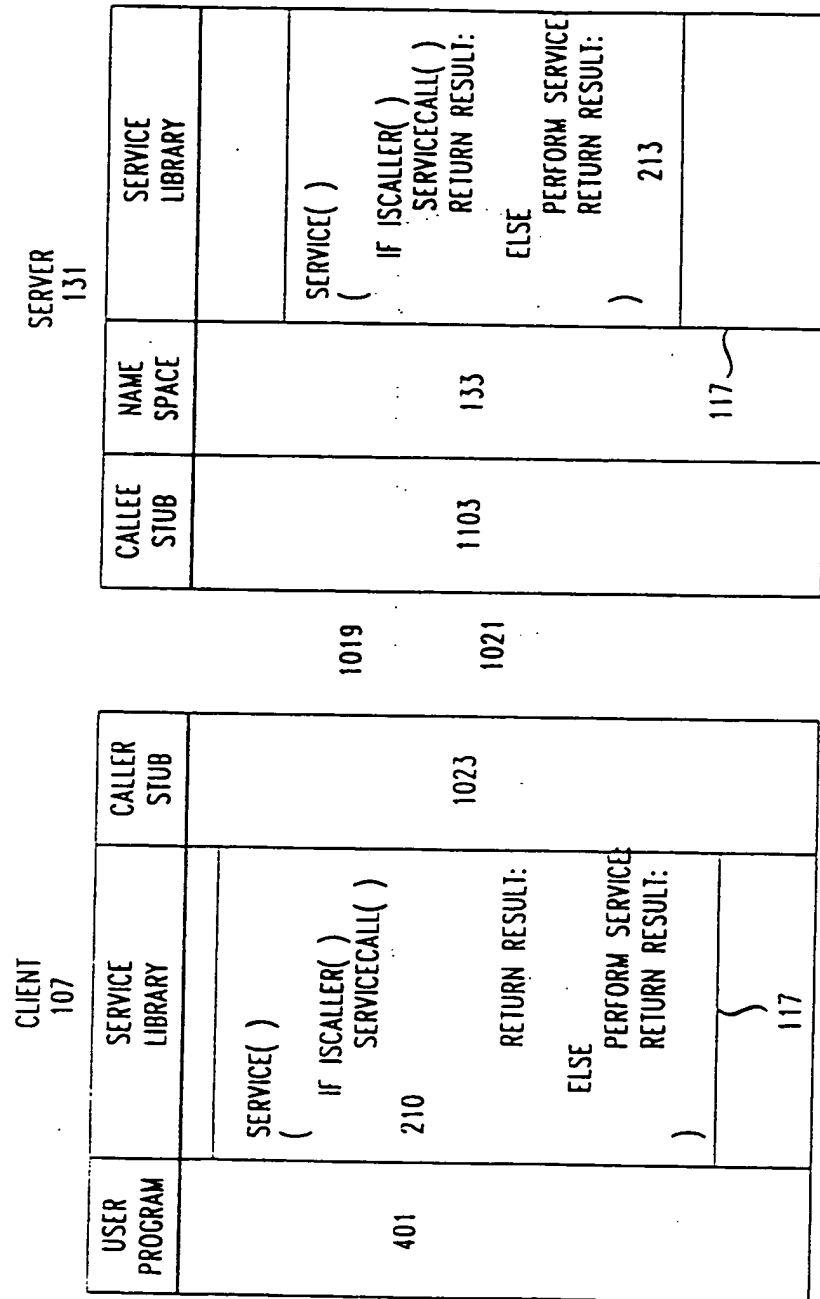 CLIENT
107
USER
PROGRAM
SERVICE
LIBRARY
CALLER
STUB
401
SERVICE( )
(
IF ISCALLER( )
SERVICECALL( )
210
RETURN RESULT:
ELSE
PERFORM SERVICE:
RETURN RESULT:
)
117
1023
1019
1021
SERVER
131
CALLEE
STUB
NAME
SPACE
SERVICE
LIBRARY
1103
133
117
SERVICE( )
(
IF ISCALLER( )
SERVICECALL( )
RETURN RESULT:
ELSE
PERFORM SERVICE:
RETURN RESULT:
)
213